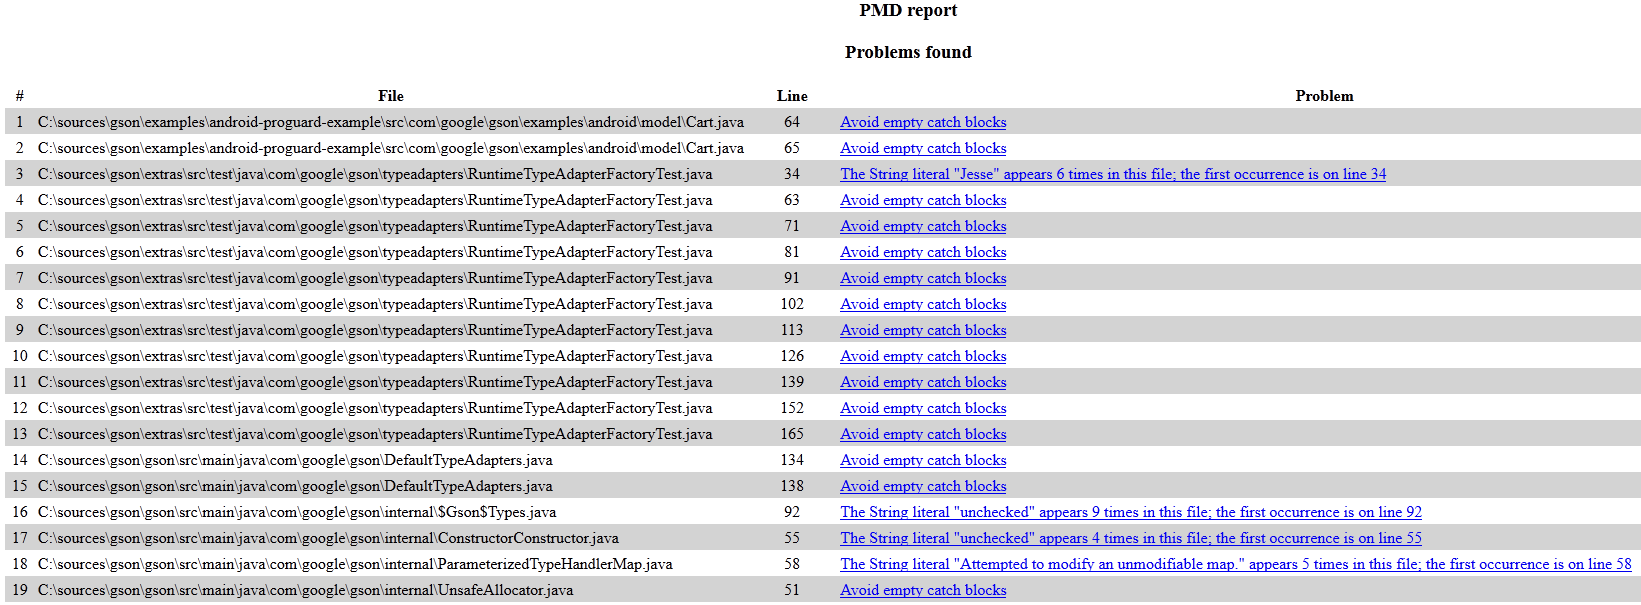 PMD report
Problems found
# File Line Problem
1 C:\sources\gson\examples\android-proguard-example\src\com\google\gson\examples\android\model\Cart.java 64 Avoid empty catch blocks
2 C:\sources\gson\examples\android-proguard-example\src\com\google\gson\examples\android\model\Cart.java 65 Avoid empty catch blocks
3 C:\sources\gson\extras\src\test\java\com\google\gson\typeadapters\RuntimeTypeAdapterFactoryTest.java 34 The String literal "Jesse" appears 6 times in this file; the first occurrence is on line 34
4 C:\sources\gson\extras\src\test\java\com\google\gson\typeadapters\RuntimeTypeAdapterFactoryTest.java 63 Avoid empty catch blocks
5 C:\sources\gson\extras\src\test\java\com\google\gson\typeadapters\RuntimeTypeAdapterFactoryTest.java 71 Avoid empty catch blocks
6 C:\sources\gson\extras\src\test\java\com\google\gson\typeadapters\RuntimeTypeAdapterFactoryTest.java 81 Avoid empty catch blocks
7 C:\sources\gson\extras\src\test\java\com\google\gson\typeadapters\RuntimeTypeAdapterFactoryTest.java 91 Avoid empty catch blocks
8 C:\sources\gson\extras\src\test\java\com\google\gson\typeadapters\RuntimeTypeAdapterFactoryTest.java 102 Avoid empty catch blocks
9 C:\sources\gson\extras\src\test\java\com\google\gson\typeadapters\RuntimeTypeAdapterFactoryTest.java 113 Avoid empty catch blocks
10 C:\sources\gson\extras\src\test\java\com\google\gson\typeadapters\RuntimeTypeAdapterFactoryTest.java 126 Avoid empty catch blocks
11 C:\sources\gson\extras\src\test\java\com\google\gson\typeadapters\RuntimeTypeAdapterFactoryTest.java 139 Avoid empty catch blocks
12 C:\sources\gson\extras\src\test\java\com\google\gson\typeadapters\RuntimeTypeAdapterFactoryTest.java 152 Avoid empty catch blocks
13 C:\sources\gson\extras\src\test\java\com\google\gson\typeadapters\RuntimeTypeAdapterFactoryTest.java 165 Avoid empty catch blocks
14 C:\sources\gson\gson\src\main\java\com\google\gson\DefaultTypeAdapters.java 134 Avoid empty catch blocks
15 C:\sources\gson\gson\src\main\java\com\google\gson\DefaultTypeAdapters.java 138 Avoid empty catch blocks
16 C:\sources\gson\gson\src\main\java\com\google\gson\internal\$Gson$Types.java 92 The String literal "unchecked" appears 9 times in this file; the first occurrence is on line 92
17 C:\sources\gson\gson\src\main\java\com\google\gson\internal\ConstructorConstructor.java 55 The String literal "unchecked" appears 4 times in this file; the first occurrence is on line 55
18 C:\sources\gson\gson\src\main\java\com\google\gson\internal\ParameterizedTypeHandlerMap.java 58 The String literal "Attempted to modify an unmodifiable map." appears 5 times in this file; the first occurrence is on line 58
19 C:\sources\gson\gson\src\main\java\com\google\gson\internal\UnsafeAllocator.java 51 Avoid empty catch blocks